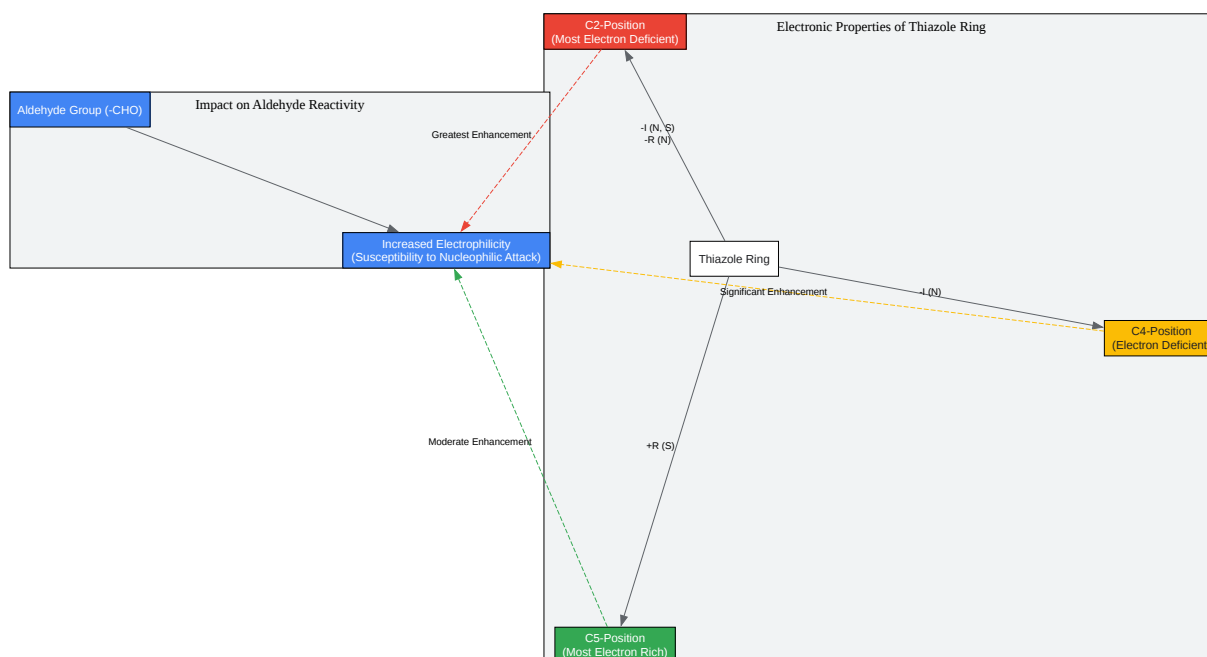 C2-Position
(Most Electron Deficient)
Electronic Properties of Thiazole Ring
Aldehyde Group (-CHO)
Impact on Aldehyde Reactivity
Greatest Enhancement
-I (N, S)
-R (N)
Increased Electrophilicity
(Susceptibility to Nucleophilic Attack)
Thiazole Ring
Significant Enhancement
-I (N)
C4-Position
(Electron Deficient
Moderate Enhancement
+R (S)
C5-Position
(Most Electron Rich)